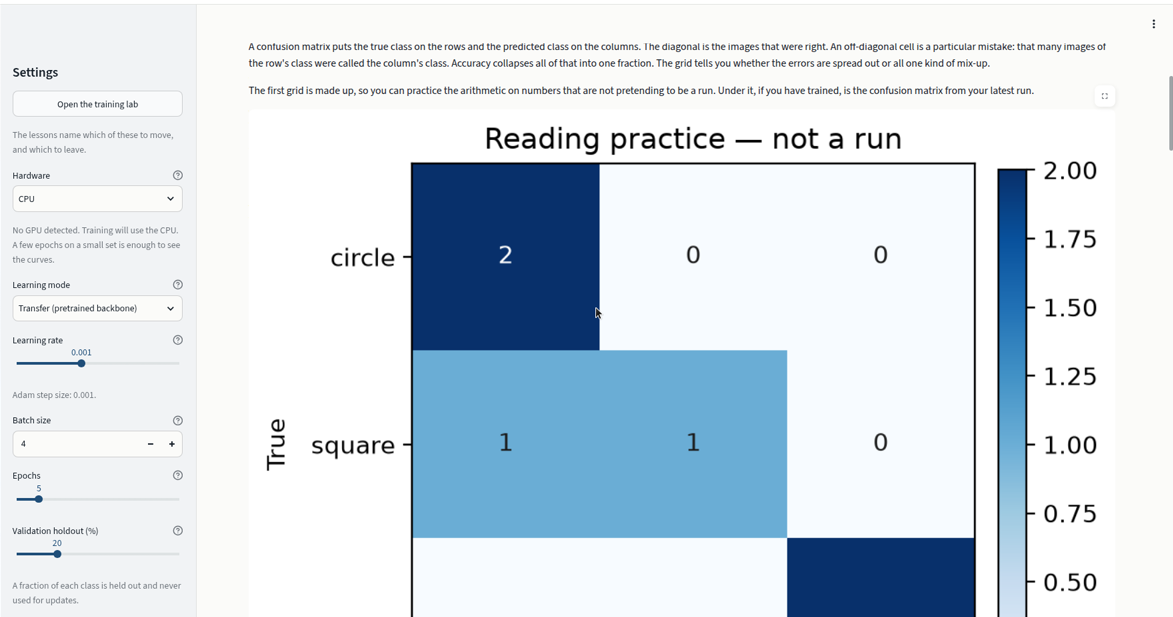 Settings
Open the training lab
The lessons name which of these to move,
and which to leave.
Hardware
CPU
No GPU detected. Training will use the CPU.
A few epochs on a small set is enough to see
the curves.
Learning mode
Transfer (pretrained backbone)
Learning rate
0.001
Adam step size: 0.001.
Batch size
4
Epochs
5
Validation holdout (%)
20
A fraction of each class is held out and never
used for updates.
A confusion matrix puts the true class on the rows and the predicted class on the columns. The diagonal is the images that were right. An off-diagonal cell is a particular mistake: that many images of
the row's class were called the column's class. Accuracy collapses all of that into one fraction. The grid tells you whether the errors are spread out or all one kind of mix-up.
The first grid is made up, so you can practice the arithmetic on numbers that are not pretending to be a run. Under it, if you have trained, is the confusion matrix from your latest run.
Reading practice — not a run
True
circle
2 0 0
square
1 1 0
2.00
1.75
1.50
1.25
1.00
0.75
0.50